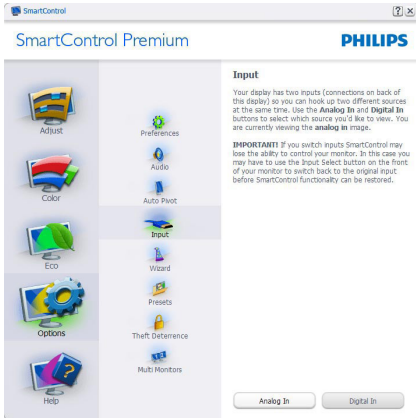 SmartControl
SmartControl Premium
PHILIPS
Adjust
Color
Eco
Options
Help
Preferences
Audio
Auto Pivot
Input
Wizard
Presets
Theft Deterrence
Multi Monitors
Input
Your display has two inputs (connections on back of
this display) so you can hook up two different sources
at the same time. Use the Analog In and Digital In
buttons to select which source you'd like to view. You
are currently viewing the analog in image.
IMPORTANT! If you switch inputs SmartControl may
lose the ability to control your monitor. In this case you
may have to use the Input Select button on the front
of your monitor to switch back to the original input
before SmartControl functionality can be restored.
Analog In
Digital In